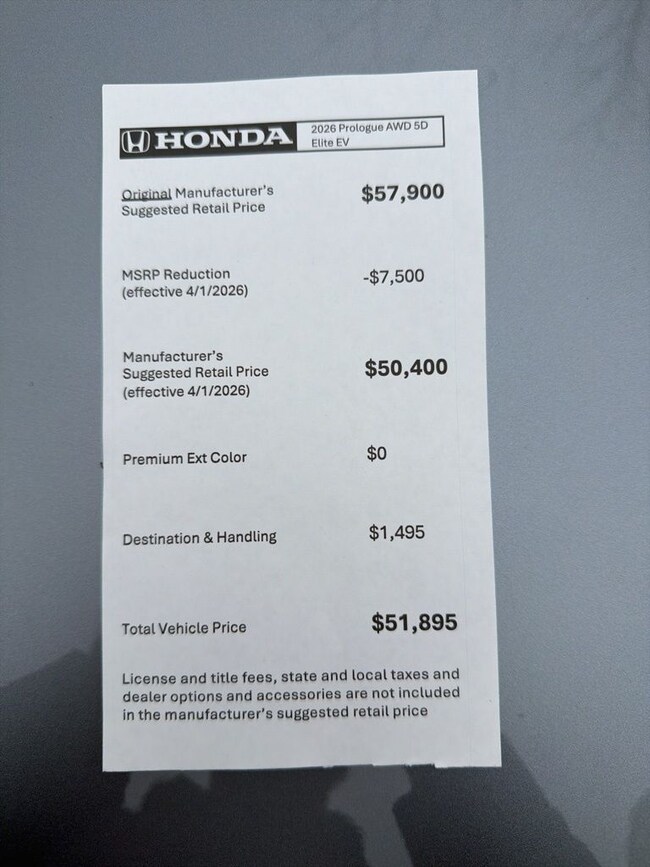 HONDA
2026 Prologue AWD 5D
Elite EV
Original Manufacturer's
Suggested Retail Price
$57,900
MSRP Reduction
(effective 4/1/2026)
-$7,500
Manufacturer's
Suggested Retail Price
(effective 4/1/2026)
$50,400
Premium Ext Color
$0
Destination & Handling
$1,495
Total Vehicle Price
$51,895
License and title fees, state and local taxes and
dealer options and accessories are not included
in the manufacturer's suggested retail price